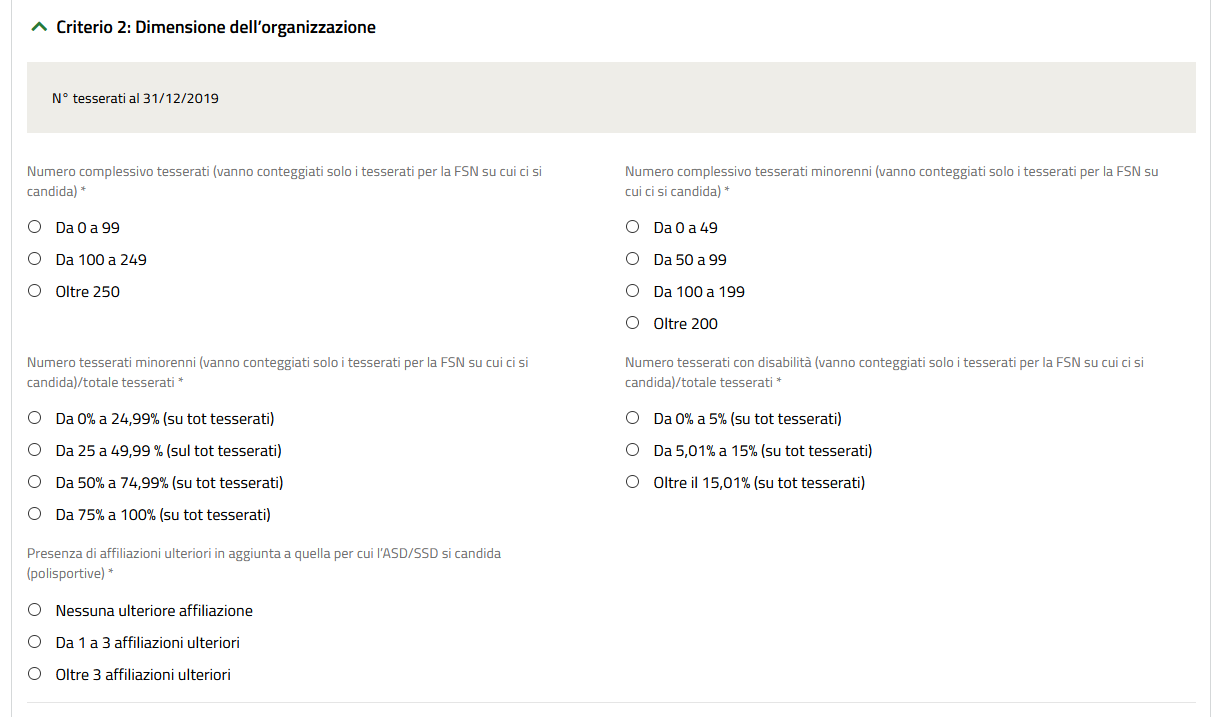 Criterio 2: Dimensione dell'organizzazione
N° tesserati al 31/12/2019
Numero complessivo tesserati (vanno conteggiati solo i tesserati per la FSN su cui ci si
candida) *
Da 0 a 99
Da 100 a 249
Oltre 250
Numero complessivo tesserati minorenni (vanno conteggiati solo i tesserati per la FSN su
cui ci si candida) *
Da 0 a 49
Da 50 a 99
Da 100 a 199
Oltre 200
Numero tesserati minorenni (vanno conteggiati solo i tesserati per la FSN su cui ci si
candida)/totale tesserati *
Da 0% a 24,99% (su tot tesserati)
Da 25 a 49,99 % (sul tot tesserati)
Da 50% a 74,99% (su tot tesserati)
Da 75% a 100% (su tot tesserati)
Numero tesserati con disabilità (vanno conteggiati solo i tesserati per la FSN su cui ci si
candida)/totale tesserati *
Da 0% a 5% (su tot tesserati)
Da 5,01% a 15% (su tot tesserati)
Oltre il 15,01% (su tot tesserati)
Presenza di affiliazioni ulteriori in aggiunta a quella per cui l'ASD/SSD si candida
(polisportive) *
Nessuna ulteriore affiliazione
Da 1 a 3 affiliazioni ulteriori
Oltre 3 affiliazioni ulteriori